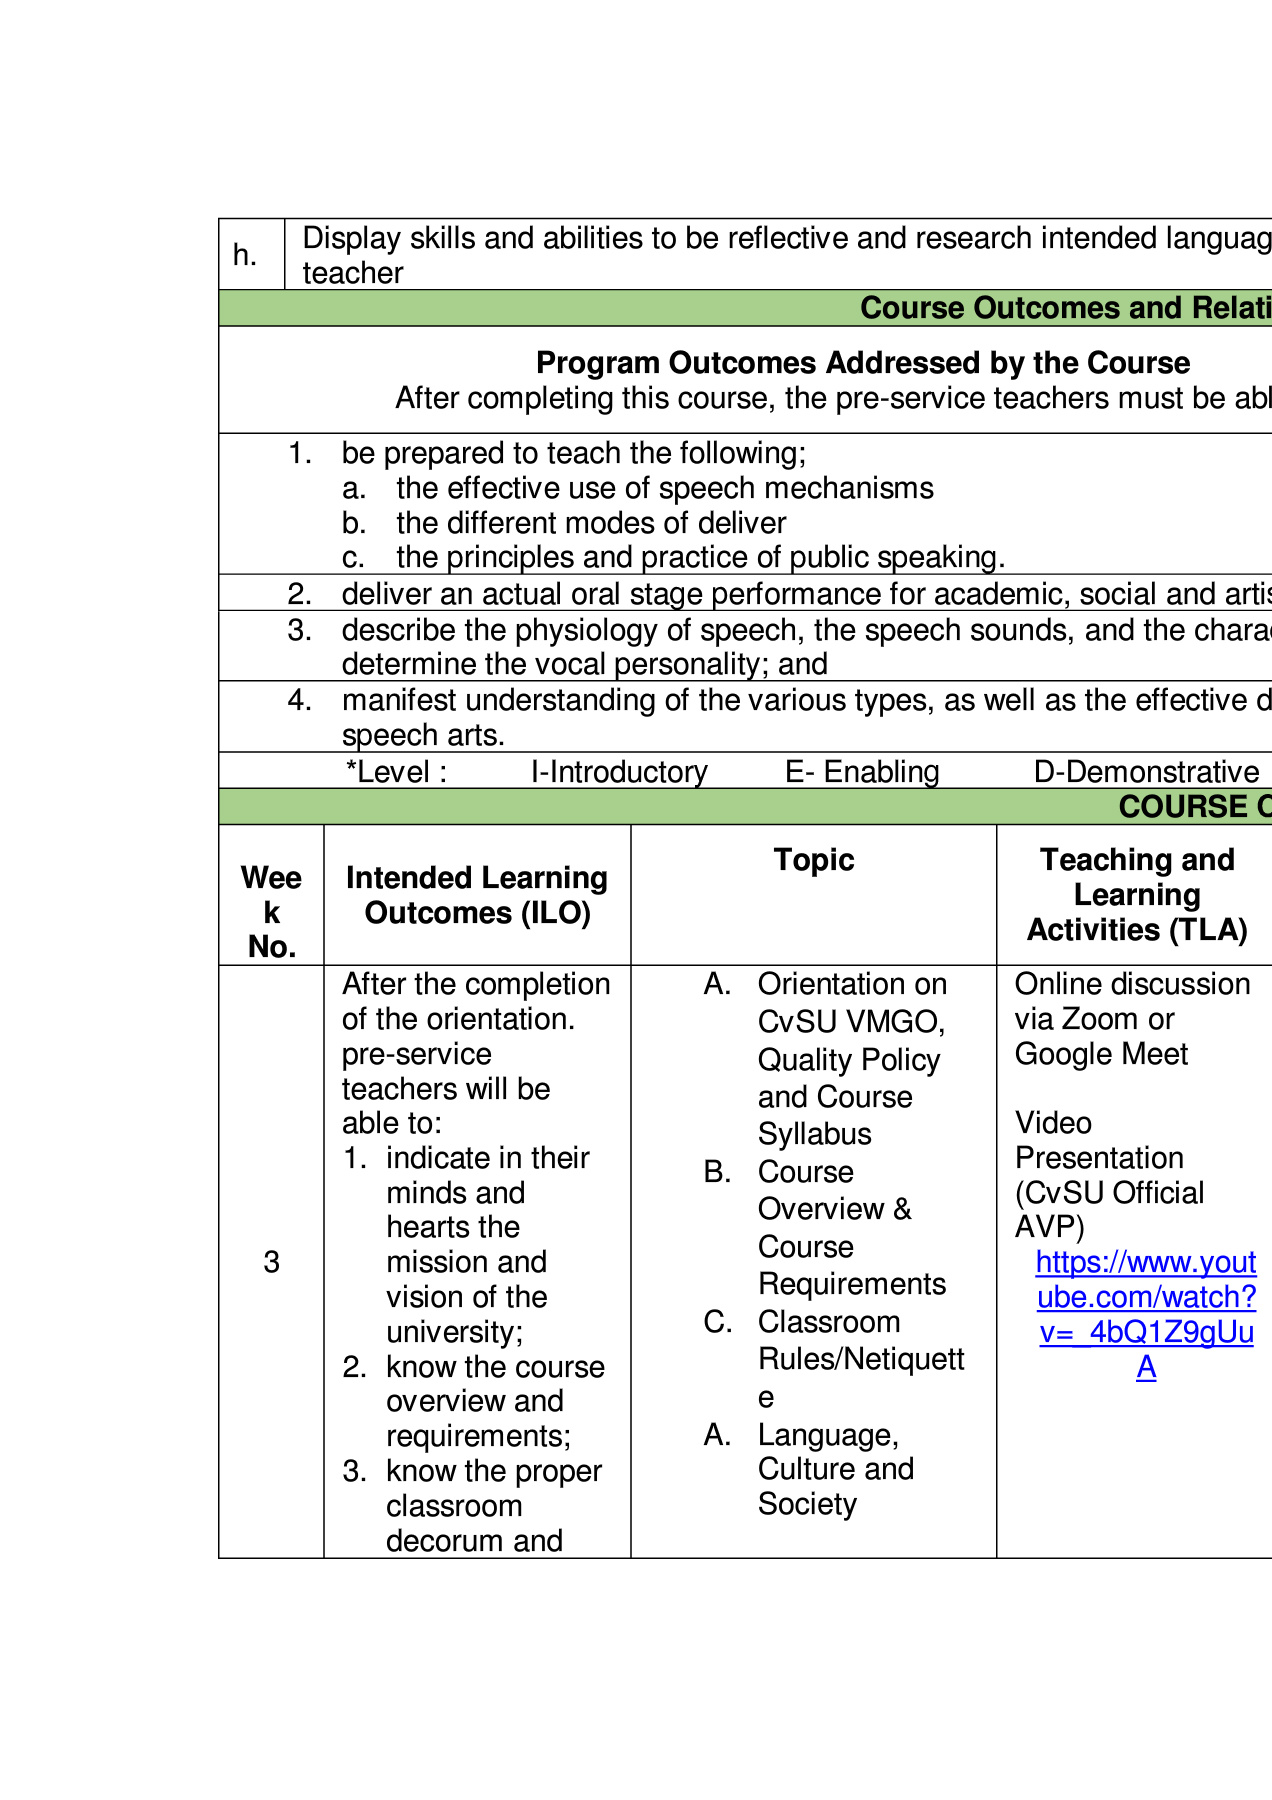 h.
Display skills and abilities to be reflective and research intended languag
teacher
Course Outcomes and Relati
Program Outcomes Addressed by the Course
After completing this course, the pre-service teachers must be abl
1. be prepared to teach the following;
a. the effective use of speech mechanisms
b. the different modes of deliver
c. the principles and practice of public speaking.
2. deliver an actual oral stage performance for academic, social and artis
3. describe the physiology of speech, the speech sounds, and the charac
determine the vocal personality; and
4. manifest understanding of the various types, as well as the effective d
speech arts.
*Level : I-Introductory E- Enabling D-Demonstrative
COURSE C
Wee
k
No.
Intended Learning
Outcomes (ILO)
Topic
Teaching and
Learning
Activities (TLA)
3
After the completion
of the orientation.
pre-service
teachers will be
able to:
1. indicate in their
minds and
hearts the
mission and
vision of the
university;
2. know the course
overview and
requirements;
3. know the proper
classroom
decorum and
A. Orientation on
CvSU VMGO,
Quality Policy
and Course
Syllabus
B. Course
Overview &
Course
Requirements
C. Classroom
Rules/Netiquett
e
A. Language,
Culture and
Society
Online discussion
via Zoom or
Google Meet
Video
Presentation
(CvSU Official
AVP)
https://www.yout
ube.com/watch?
v=_4bQ1Z9gUu
A